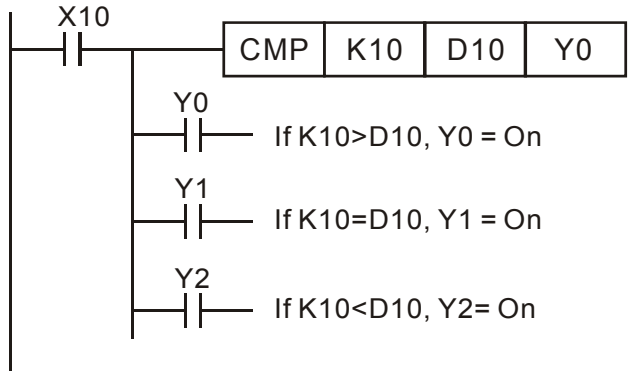 X10
CMP K10 D10 Y0
Y0
If K10>D10, Y0 = On
Y1
If K10=D10, Y1 = On
Y2
If K10<D10, Y2= On